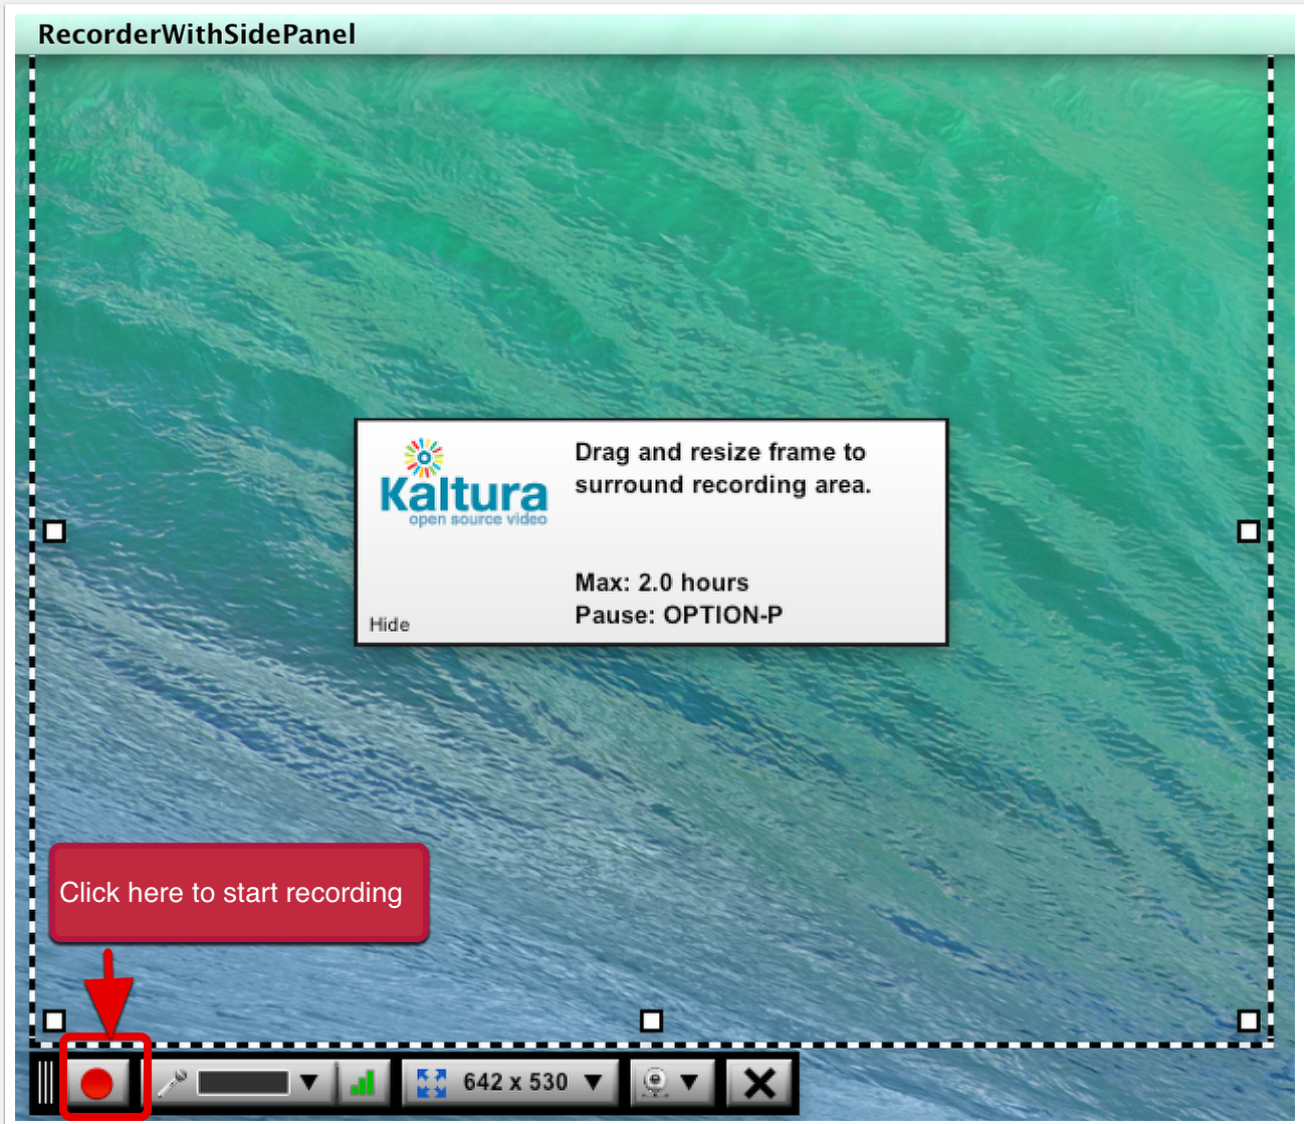 RecorderWithSidePanel
Kaltura
open source video
Drag and resize frame to
surround recording area.
Max: 2.0 hours
Pause: OPTION-P
Hide
Click here to start recording
642 x 530